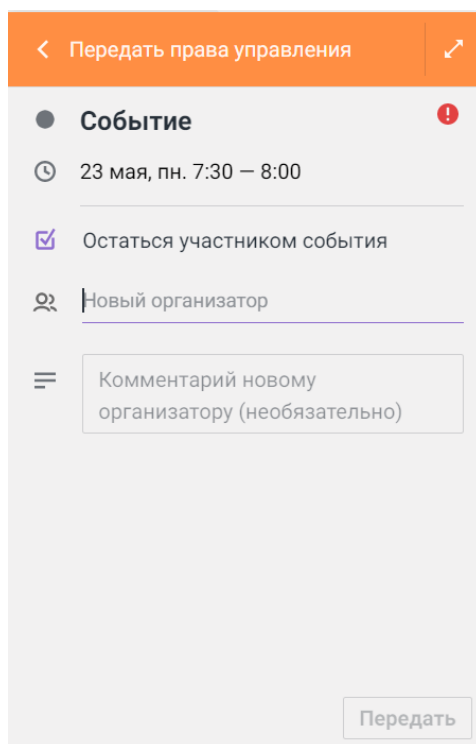 Передать права управления
Событие
23 мая, пн. 7:30 — 8:00
Остаться участником события
Новый организатор
Комментарий новому
организатору (необязательно)
Передать